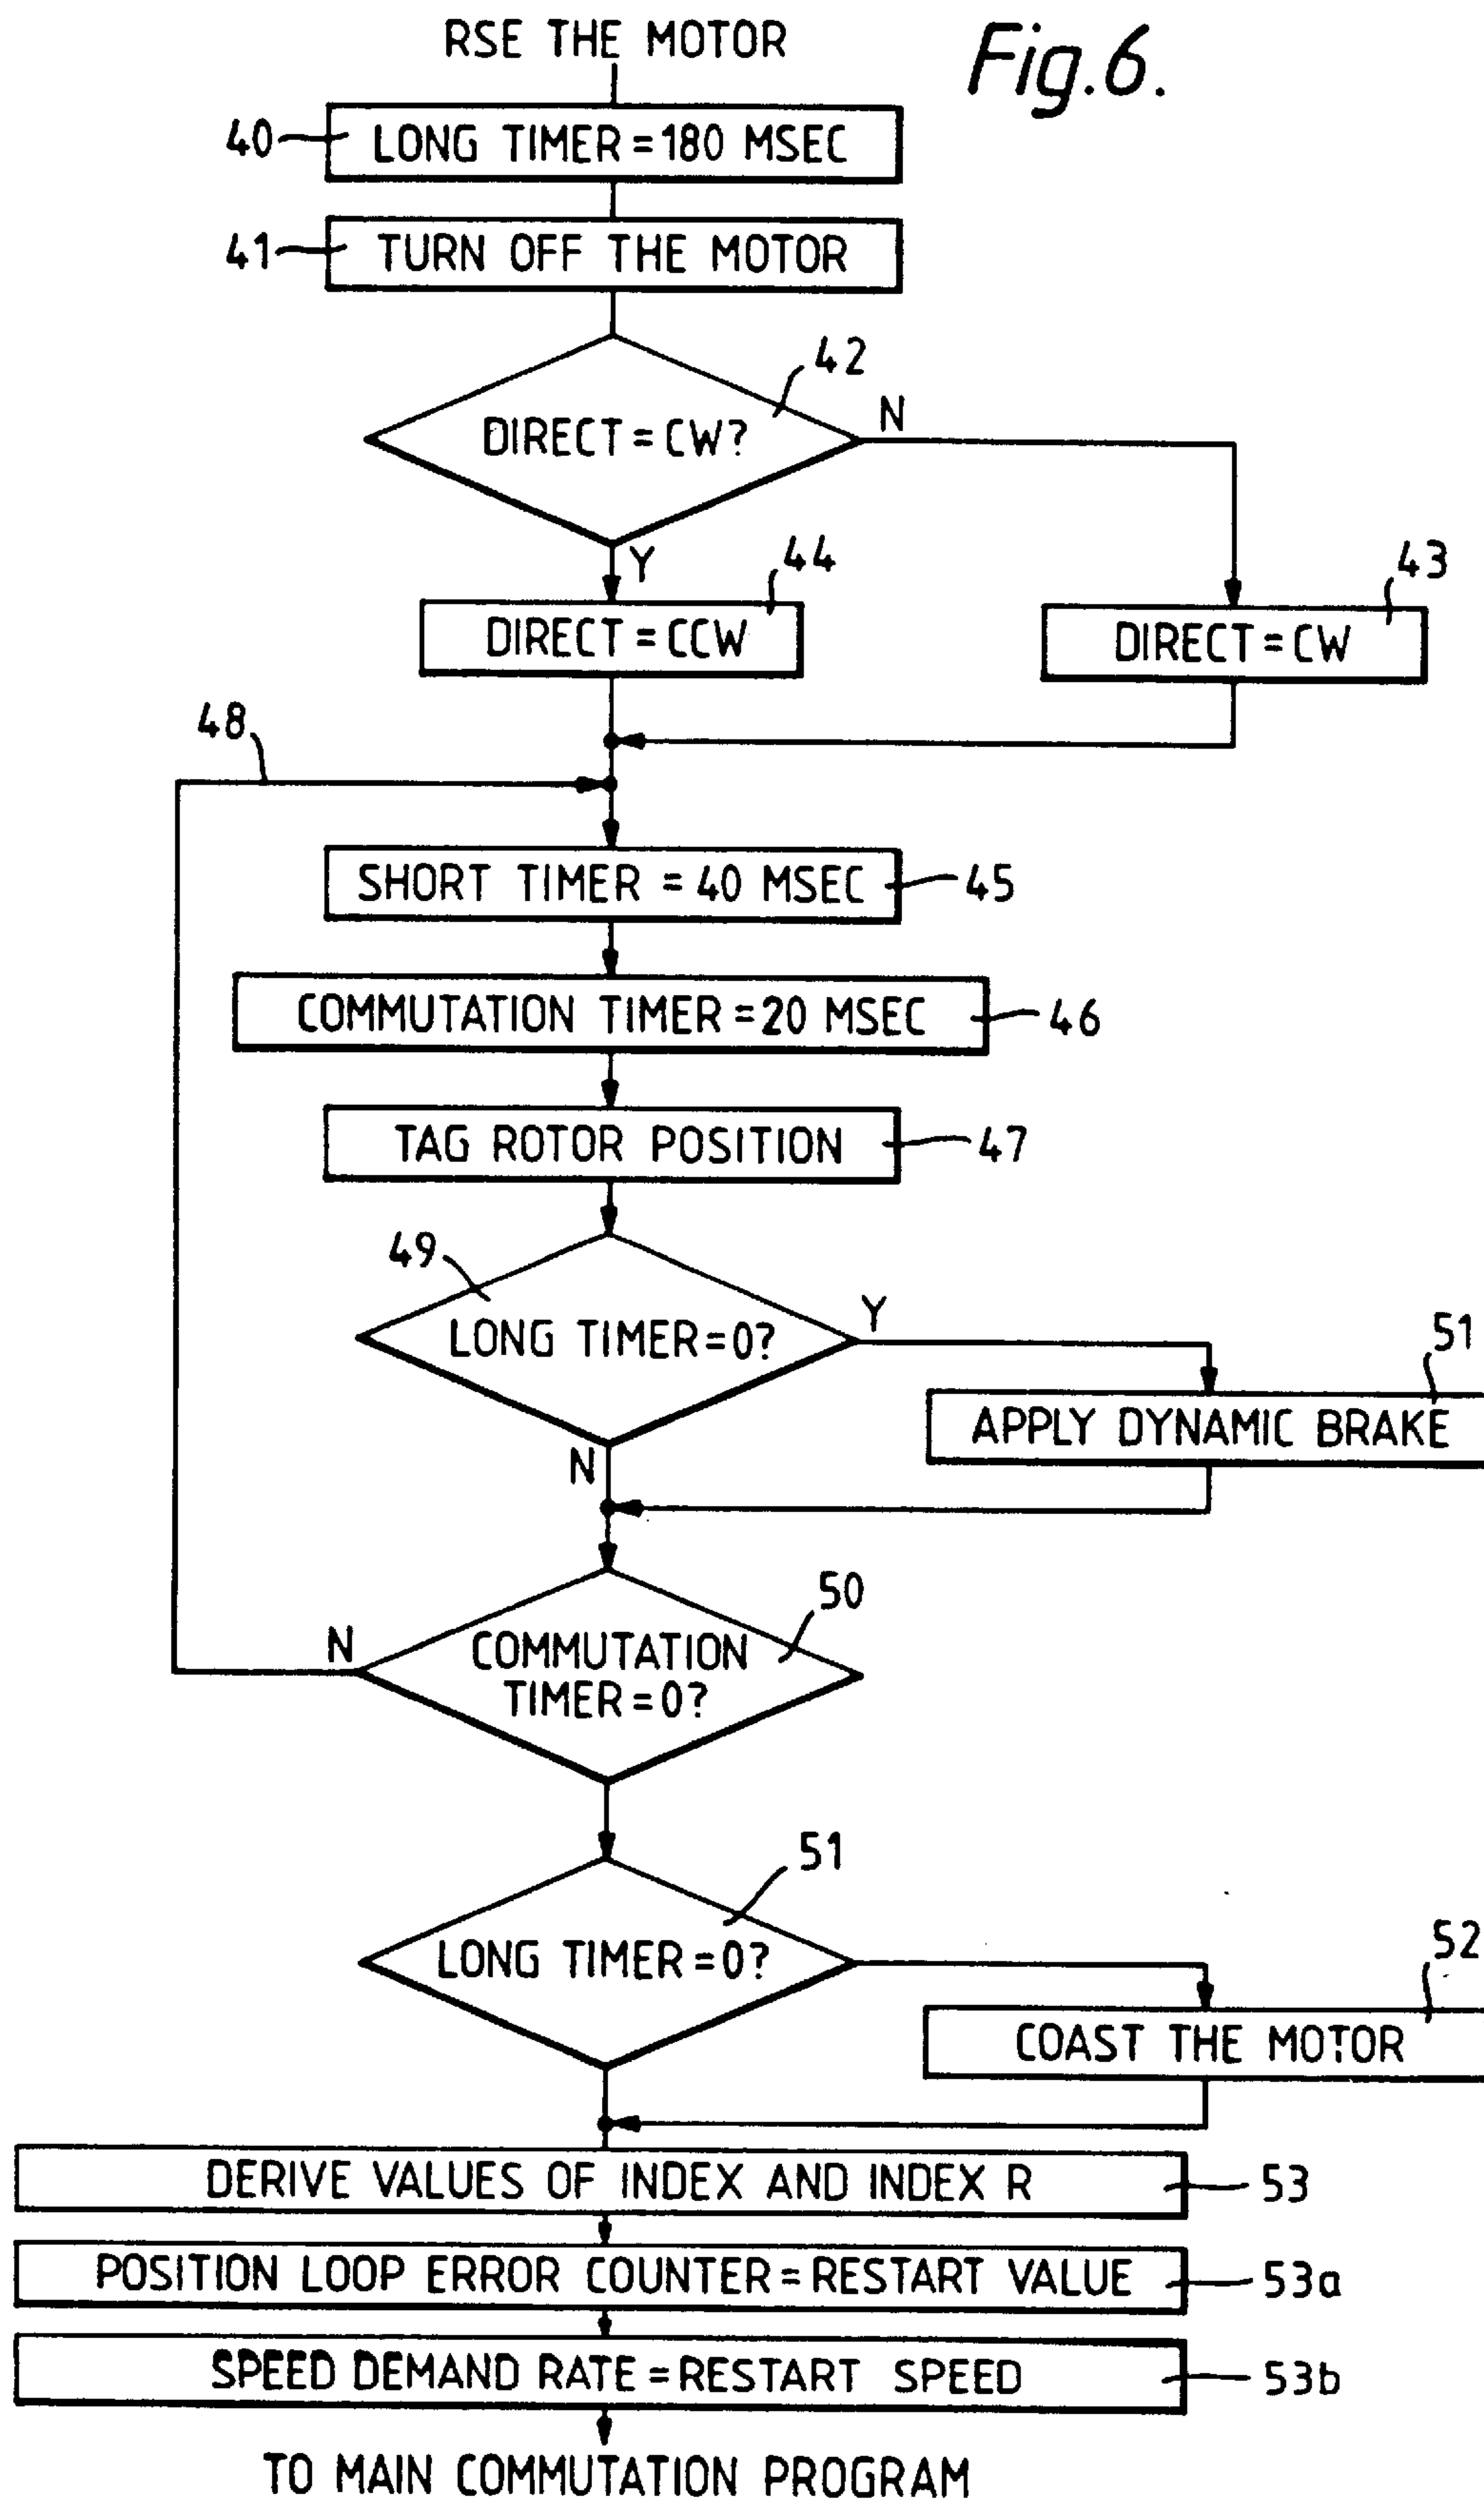 RSE THE MOTOR
Fig.6.
40
LONG TIMER=180 MSEC
41
TURN OFF THE MOTOR
42
DIRECT=CW?
N
Y
44
43
DIRECT=CCW
DIRECT=CW
48
SHORT TIMER =40 MSEC
45
COMMUTATION TIMER=20 MSEC
46
TAG ROTOR POSITION
47
49
LONG TIMER=0?
Y
51
APPLY DYNAMIC BRAKE
N
50
COMMUTATION
TIMER=0?
N
51
LONG TIMER=0?
52
COAST THE MOTOR
DERIVE VALUES OF INDEX AND INDEX R
53
POSITION LOOP ERROR COUNTER=RESTART VALUE
53a
SPEED DEMAND RATE=RESTART SPEED
53b
TO MAIN COMMUTATION PROGRAM